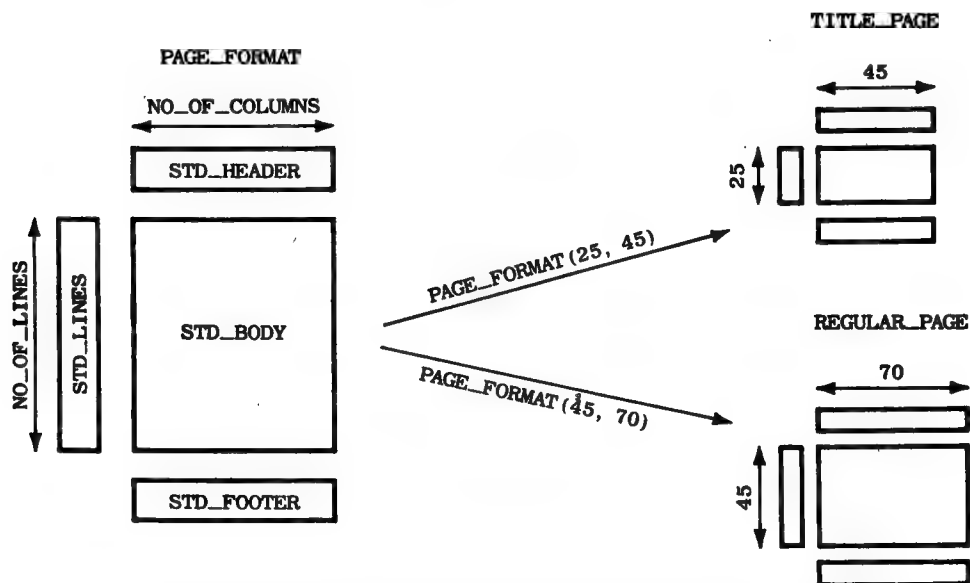 PAGE_FORMAT
NO_OF_COLUMNS
STD_HEADER
NO_OF_LINES
STD_LINES
STD_BODY
STD_FOOTER
PAGE_FORMAT (25, 45)
PAGE_FORMAT (45, 70)
TITLE_PAGE
45
25
REGULAR_PAGE
70
45